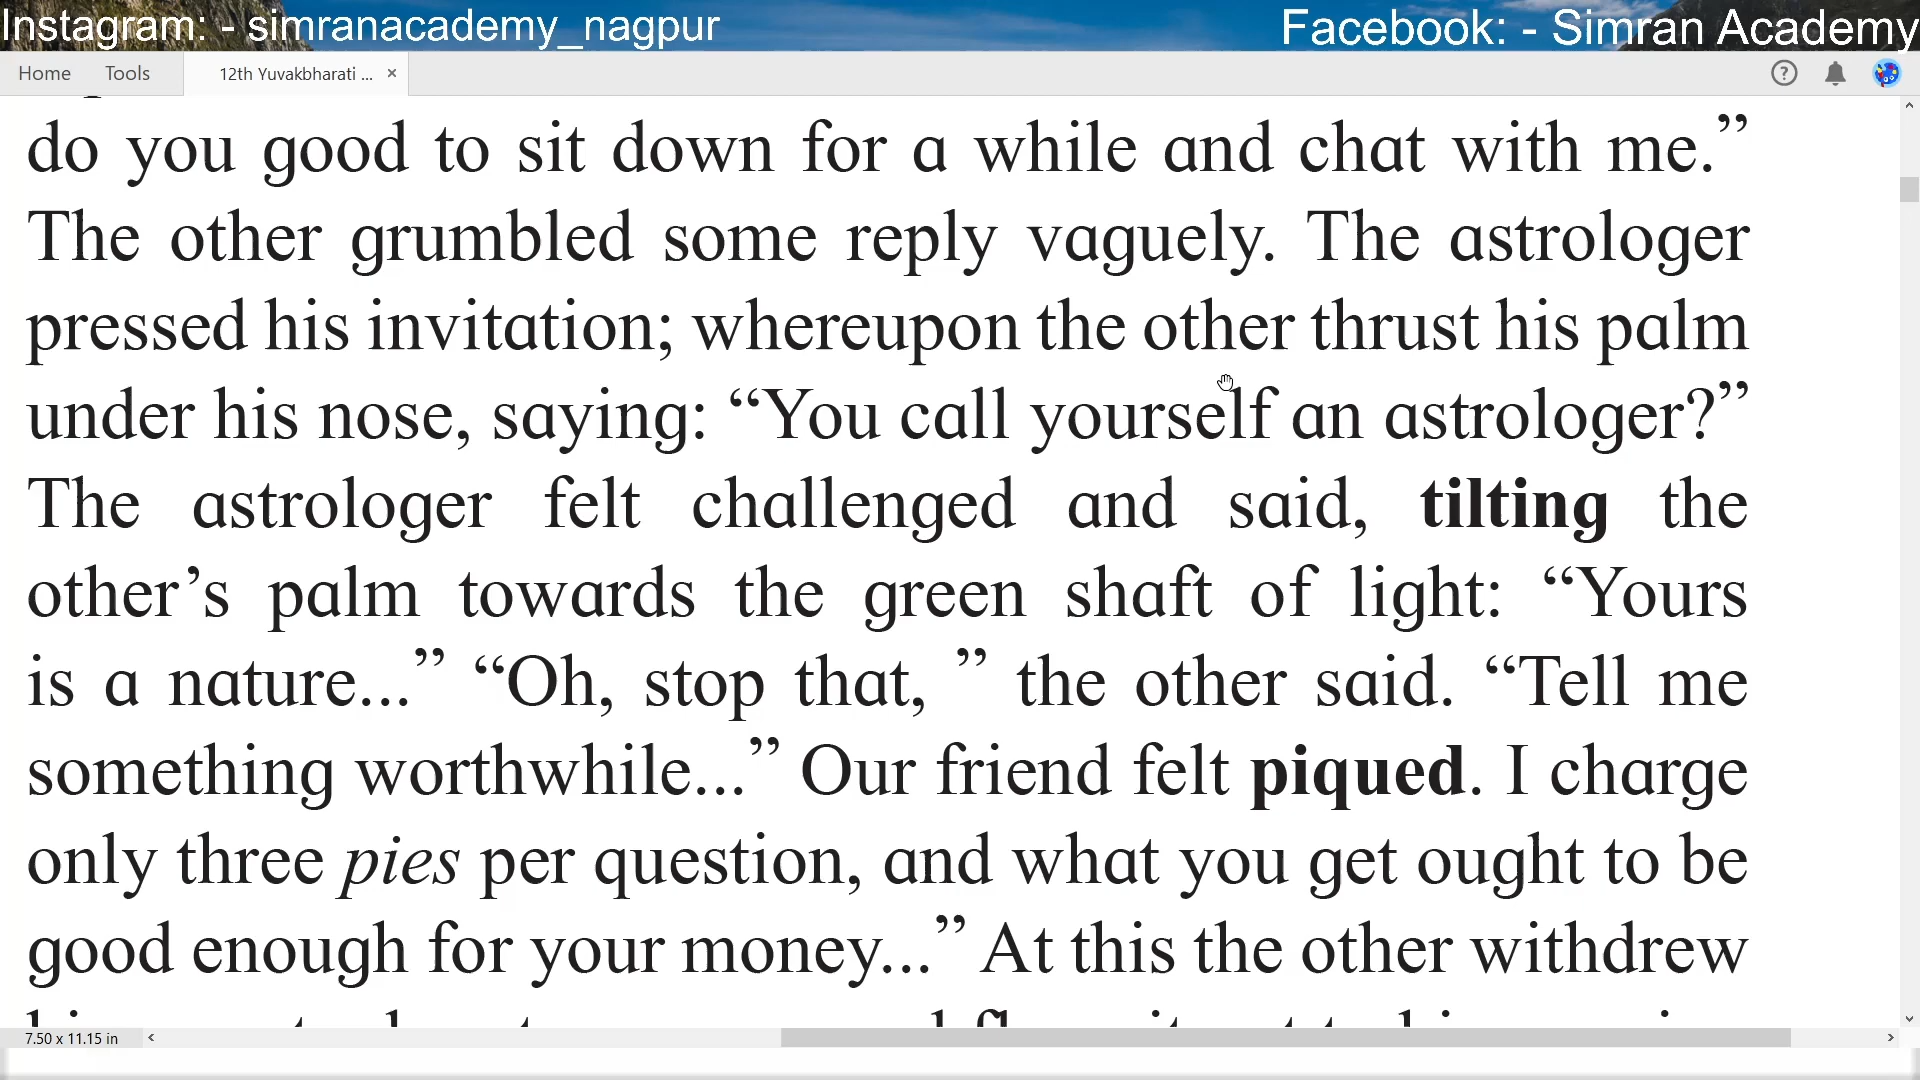 Instagram: - simranacademy_nagpur
Facebook: - Simran Academy
Home Tools 12th Yuvakbharati ... ×
do you good to sit down for a while and chat with me.”
The other grumbled some reply vaguely. The astrologer
pressed his invitation; whereupon the other thrust his palm
under his nose, saying: “You call yourself an astrologer?”
The astrologer felt challenged and said, tilting the
other’s palm towards the green shaft of light: “Yours
is a nature...” “Oh, stop that, ” the other said. “Tell me
something worthwhile...” Our friend felt piqued. I charge
only three pies per question, and what you get ought to be
good enough for your money...” At this the other withdrew
7.50 x 11.15 in